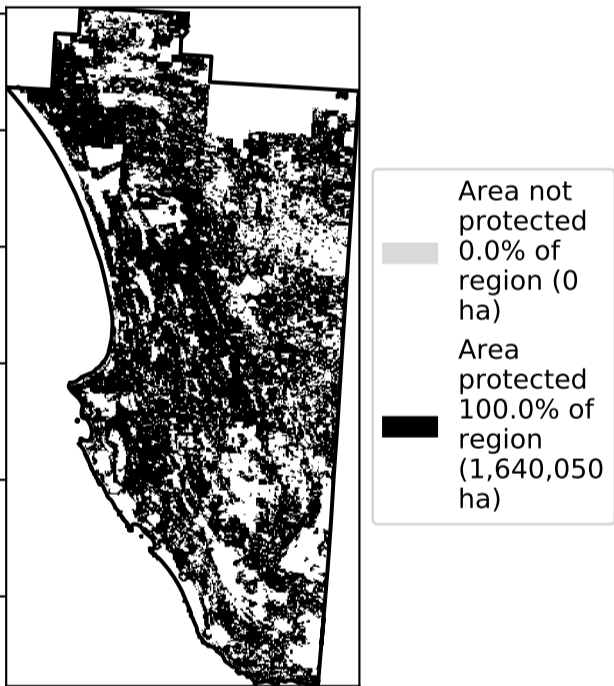 Area not
protected
0.0% of
region (0
ha)
Area
protected
100.0% of
region
(1,640,050
ha)